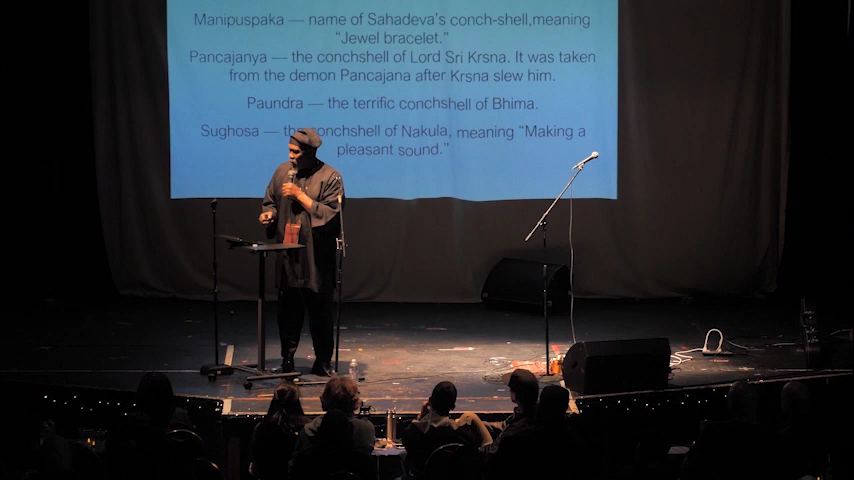 Manipuspaka — name of Sahadeva's conch-shell,meaning
"Jewel bracelet."
Pancajanya — the conchshell of Lord Sri Krsna. It was taken
from the demon Pancajana after Krsna slew him.
Paundra — the terrific conchshell of Bhima.
Sughosa — the conchshell of Nakula, meaning "Making a
pleasant sound."